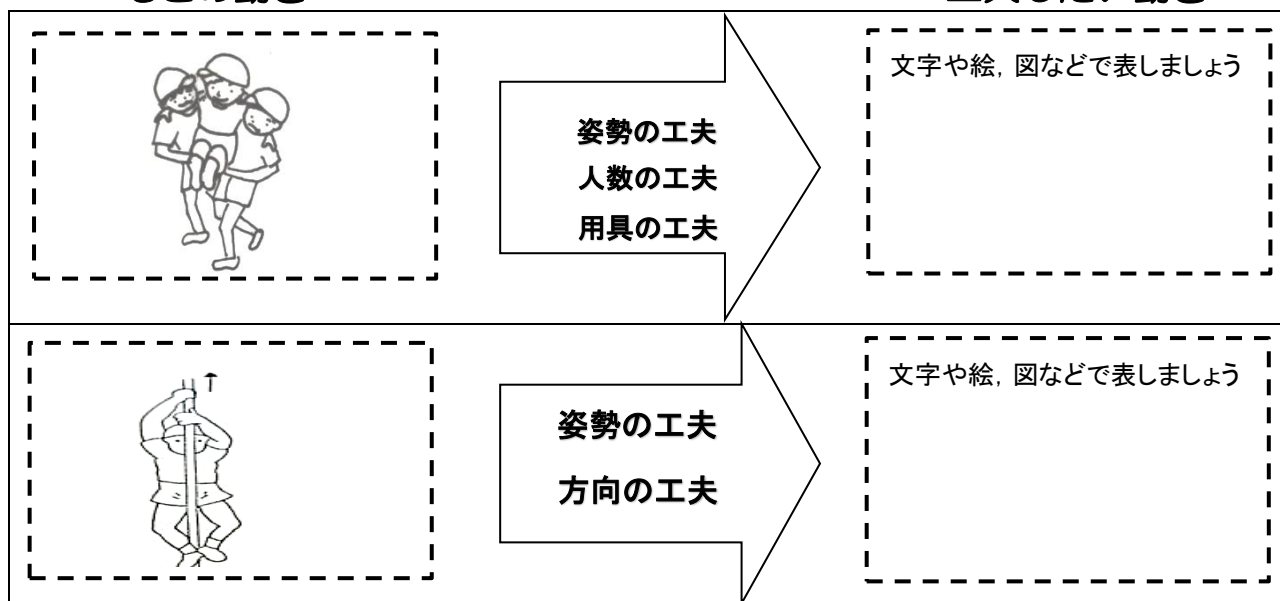 姿勢の工夫
人数の工夫
用具の工夫
文字や絵, 図などで表しましょう
姿勢の工夫
方向の工夫
文字や絵, 図などで表しましょう